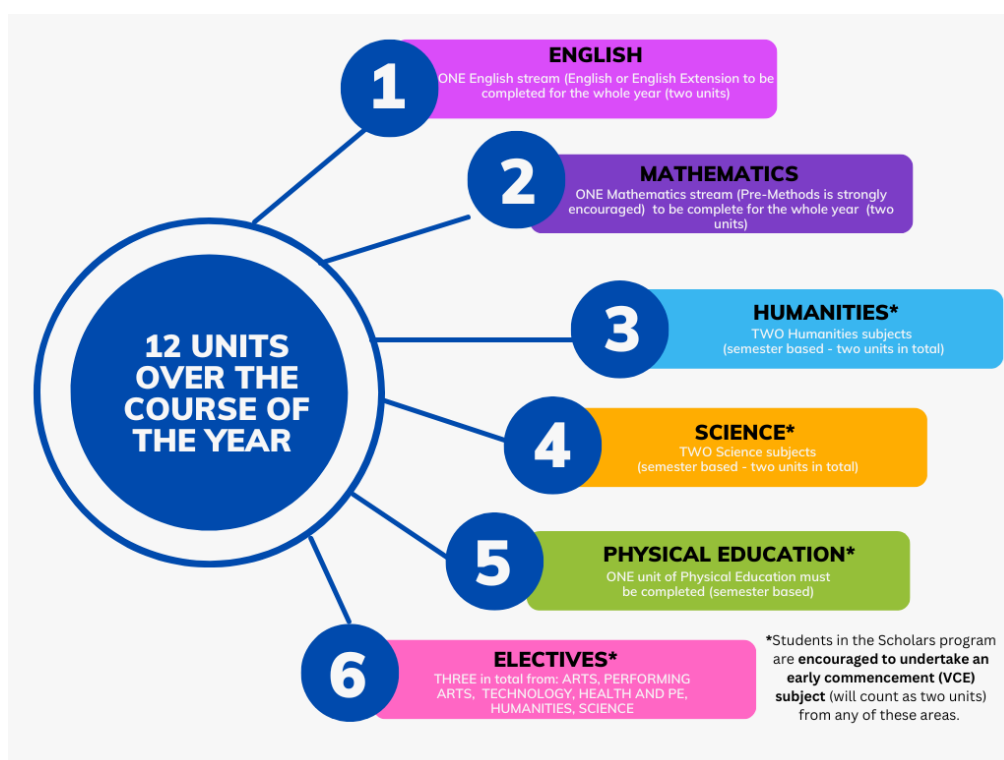 1
ENGLISH
ONE English stream (English or English Extension to be
completed for the whole year (two units)
2
MATHEMATICS
ONE Mathematics stream (Pre-Methods is strongly
encouraged) to be complete for the whole year (two
units)
12 UNITS
OVER THE
COURSE OF
THE YEAR
3
HUMANITIES*
TWO Humanities subjects
(semester based - two units in total)
4
SCIENCE*
TWO Science subjects
(semester based - two units in total)
5
PHYSICAL EDUCATION*
ONE unit of Physical Education must
be completed (semester based)
6
ELECTIVES*
THREE in total from: ARTS, PERFORMING
ARTS, TECHNOLOGY, HEALTH AND PE,
HUMANITIES, SCIENCE
*Students in the Scholars program
are encouraged to undertake an
early commencement (VCE)
subject (will count as two units)
from any of these areas.